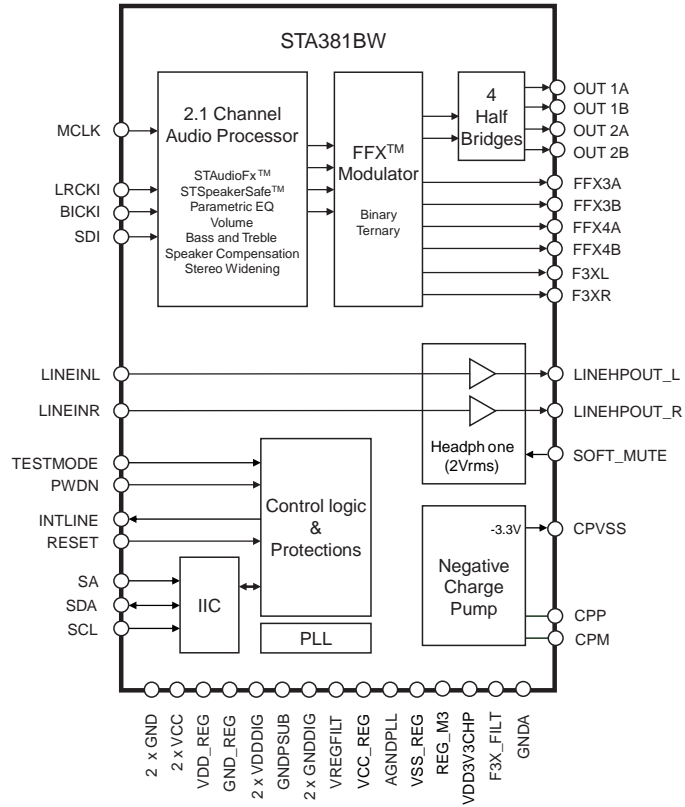 STA381BW
2.1 Channel
Audio Processor
STAudioFx™
STSpeakerSafe™
Parametric EQ
Volume
Bass and Treble
Speaker Compensation
Stereo Widening
FFX™
Modulator
Binary
Ternary
4
Half
Bridges
MCLK
LRCKI
BICKI
SDI
OUT 1A
OUT 1B
OUT 2A
OUT 2B
FFX3A
FFX3B
FFX4A
FFX4B
F3XL
F3XR
LINEINL
LINEINR
LINEHPOUT_L
LINEHPOUT_R
SOFT_MUTE
Headph one
(2Vrms)
TESTMODE
PWDN
INTLINE
RESET
SA
SDA
SCL
Control logic
&
Protections
IIC
PLL
-3.3V
Negative
Charge
Pump
CPVSS
CPP
CPM
2 x GND
2 x VCC
VDD_REG
GND_REG
2 x VDDDIG
GNDPSUB
2 x GNDDIG
VREGFILT
VCC_REG
AGNDPLL
VSS_REG
REG_M3
VDD3V3CHP
F3X_FILT
GNDA